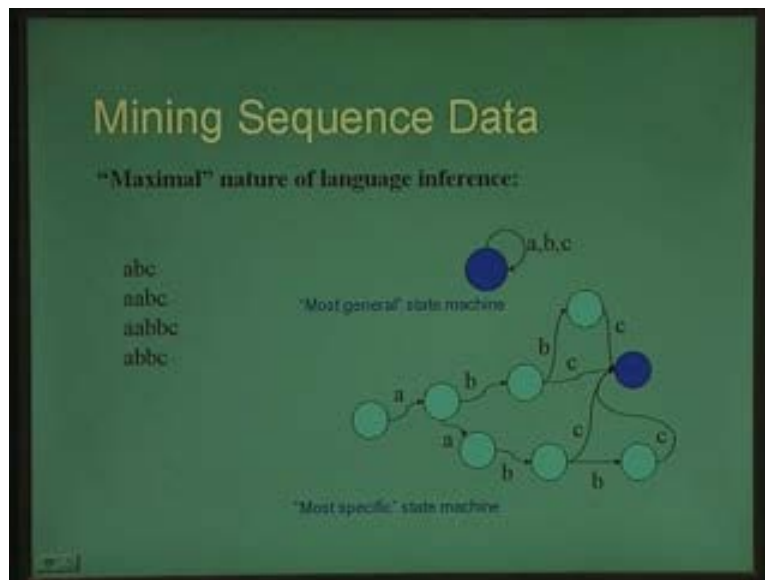 Mining Sequence Data
"Maximal" nature of language inference:
abc
aabc
aabbc
abbc
a,b,c
"Most general" state machine
b
c
a
b
c
a
b
c
b
c
"Most specific" state machine